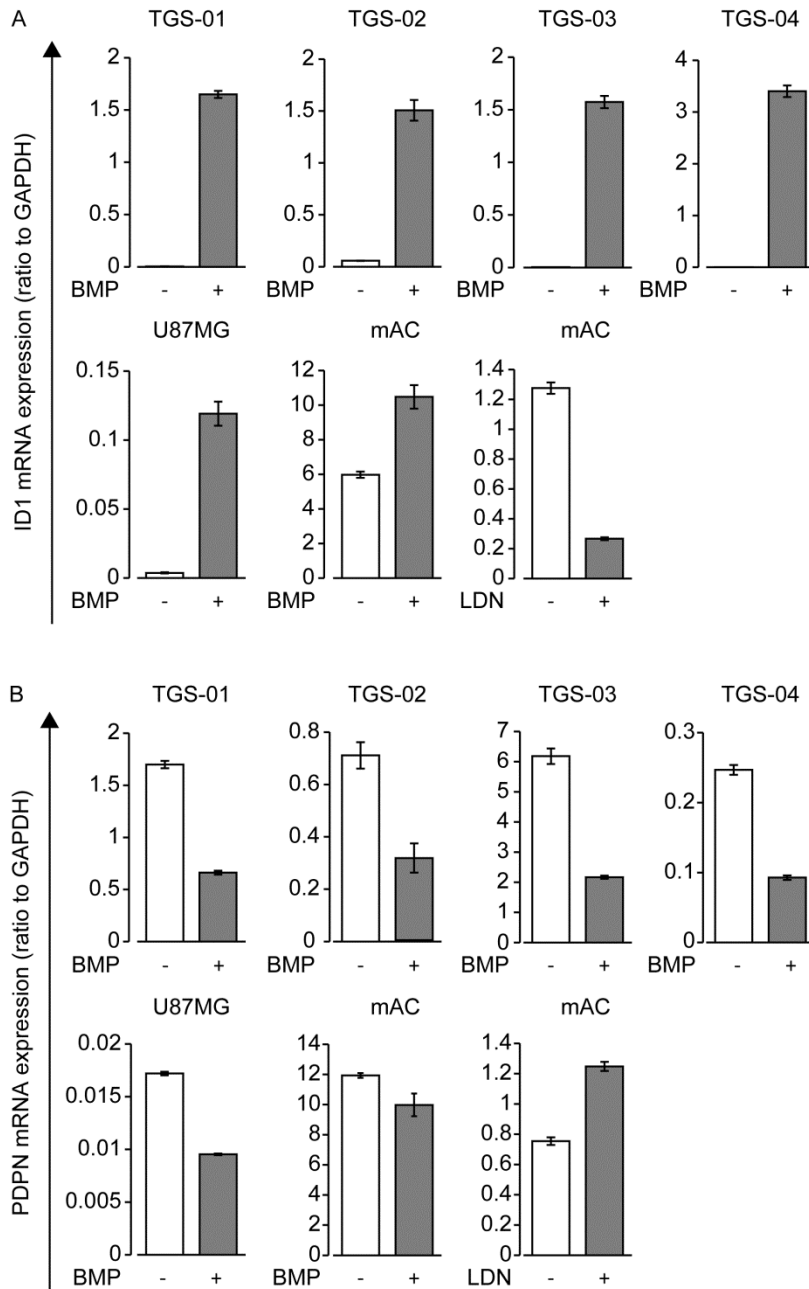 A
TGS-01 TGS-02 TGS-03 TGS-04
ID1 mRNA expression (ratio to GAPDH)
2 2 2 4
1.5 1.5 1.5 3
1 1 1 2
0.5 0.5 0.5 1
0 0 0 0
BMP - + BMP - + BMP - + BMP - +
U87MG mAC mAC
0.15 12 1.4
0.1 10 1.2
0.05 8 1
0 6 0.8
4 0.6
2 0.4
0 0.2
0
BMP - + BMP - + LDN - +
B
TGS-01 TGS-02 TGS-03 TGS-04
PDPN mRNA expression (ratio to GAPDH)
2 0.8 7 0.3
1.5 0.6 6 0.2
1 0.4 5 0.1
0.5 0.2 4 0
0 0 3
2
1
0
BMP - + BMP - + BMP - + BMP - +
U87MG mAC mAC
0.02 14 1.4
0.015 12 1.2
0.01 10 1
0.005 8 0.8
0 6 0.6
4 0.4
2 0.2
0 0
BMP - + BMP - + LDN - +